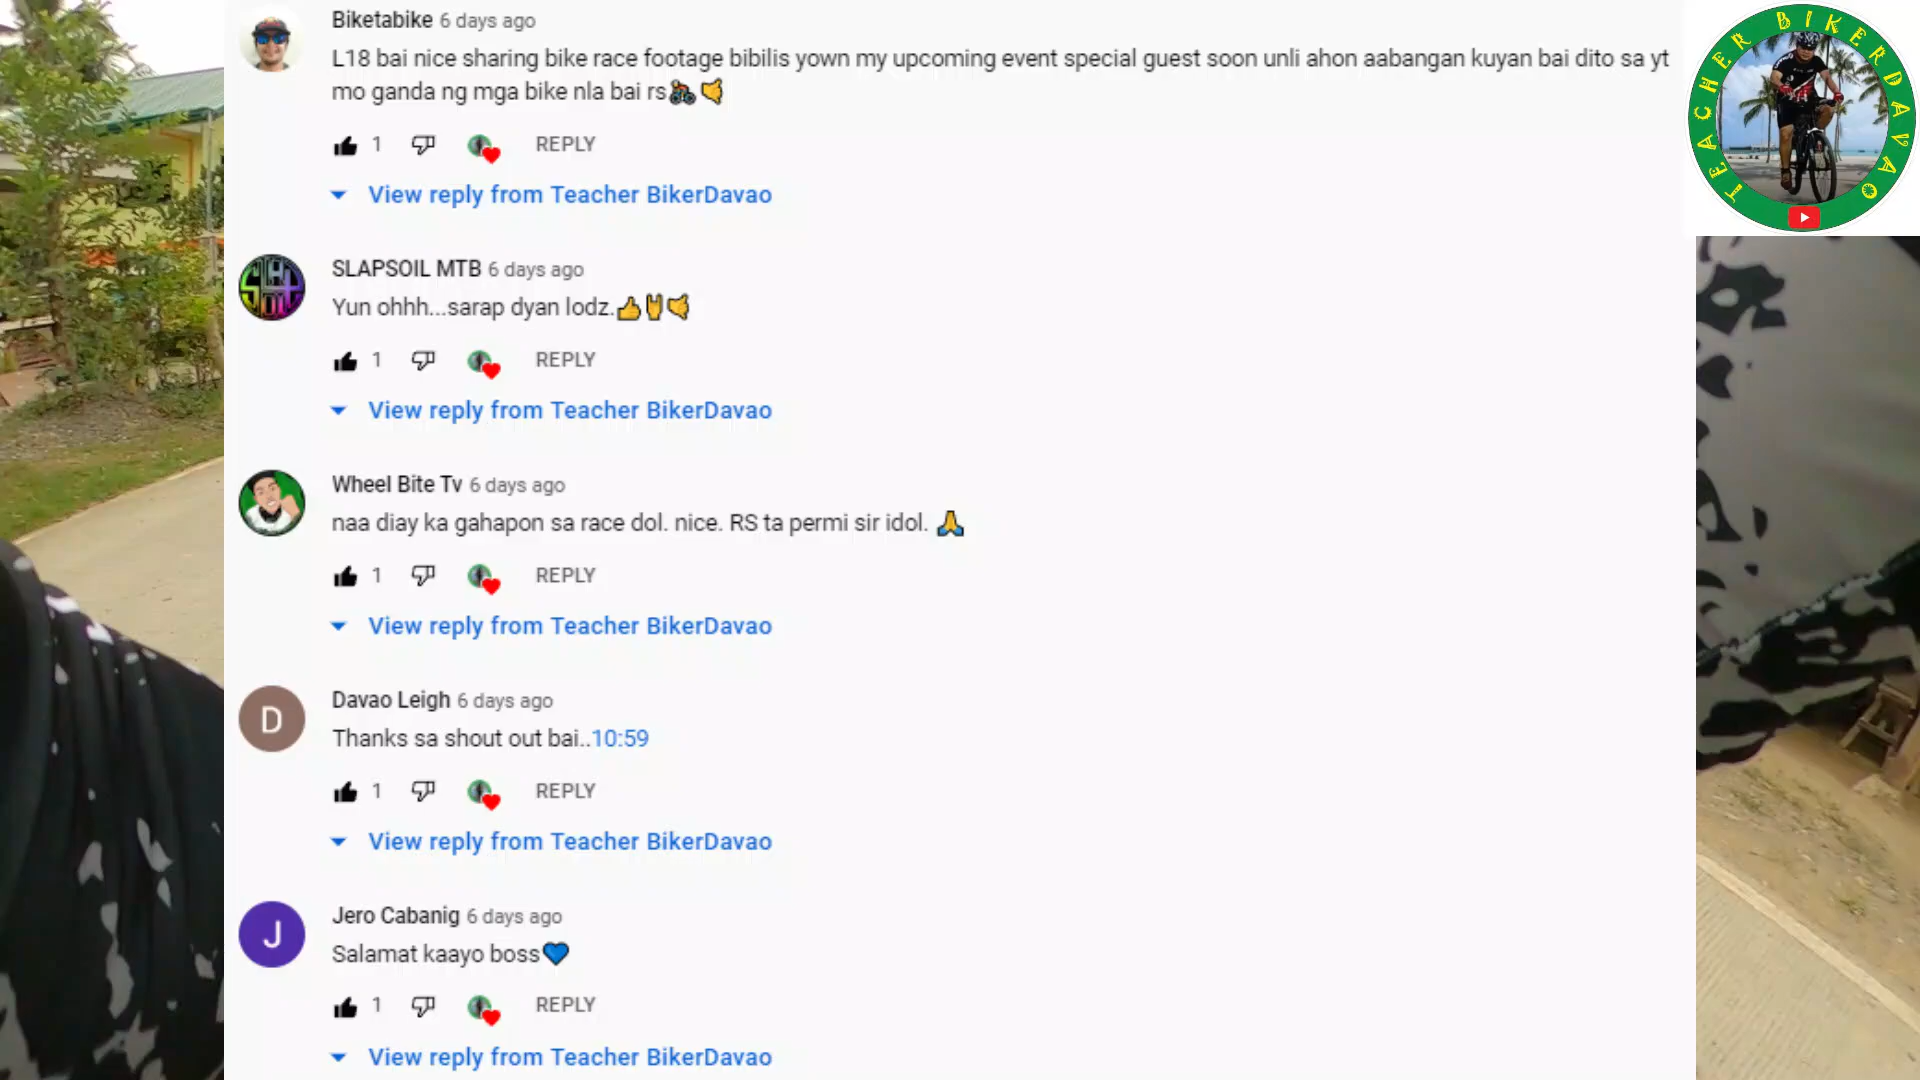 Biketabike 6 days ago
L18 bai nice sharing bike race footage bibilis yown my upcoming event special guest soon unli ahon aabangan kuyan bai dito sa yt
mo ganda ng mga bike nla bai rs🚴🤙
1 REPLY
View reply from Teacher BikerDavao
SLAPSOIL MTB 6 days ago
Yun ohhh...sarap dyan lodz.👍🤘🤙
1 REPLY
View reply from Teacher BikerDavao
Wheel Bite Tv 6 days ago
naa diay ka gahapon sa race dol. nice. RS ta permi sir idol. 🙏
1 REPLY
View reply from Teacher BikerDavao
D
Davao Leigh 6 days ago
Thanks sa shout out bai..10:59
1 REPLY
View reply from Teacher BikerDavao
J
Jero Cabanig 6 days ago
Salamat kaayo boss💙
1 REPLY
View reply from Teacher BikerDavao
TEACHER BIKERDAVAO